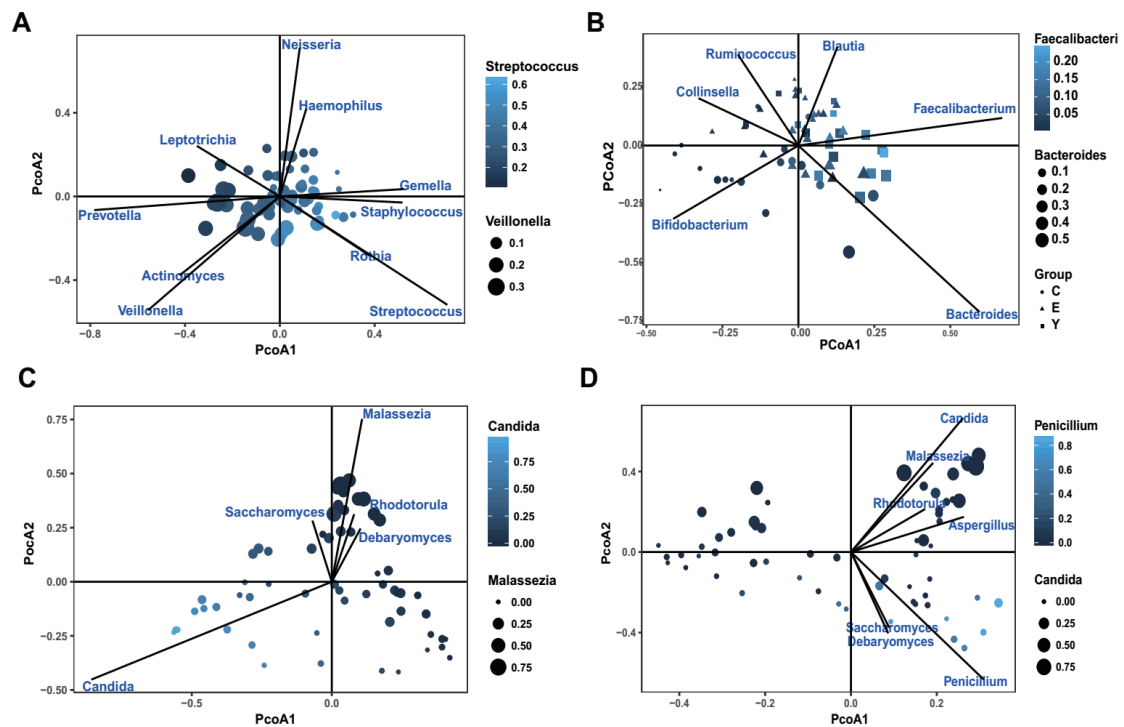 A
Neisseria
Haemophilus
Leptotrichia
Gemella
Staphylococcus
Prevotella
Rothia
Actinomyces
Veillonella
Streptococcus
PcoA2
0.4
0.0
−0.4
−0.8
−0.4
0.0
0.4
PcoA1
Streptococcus
0.6
0.5
0.4
0.3
0.2
Veillonella
0.1
0.2
0.3
B
Ruminococcus
Blautia
Collinsella
Faecalibacterium
Bifidobacterium
Bacteroides
PCoA2
0.25
0.00
−0.25
−0.50
−0.75
−0.50
−0.25
0.00
0.25
0.50
PCoA1
Faecalibacteri
0.20
0.15
0.10
0.05
Bacteroides
0.1
0.2
0.3
0.4
0.5
Group
C
E
Y
C
Malassezia
Saccharomyces
Rhodotorula
Debaryomyces
Candida
PocA2
0.75
0.50
0.25
0.00
−0.25
−0.50
−0.5
0.0
PcoA1
Candida
0.75
0.50
0.25
0.00
Malassezia
0.00
0.25
0.50
0.75
D
Candida
Malassezia
Rhodotorula
Aspergillus
Saccharomyces
Debaryomyces
Penicillium
PcoA2
0.4
0.0
−0.4
−0.4
−0.2
0.0
0.2
PcoA1
Penicillium
0.8
0.6
0.4
0.2
0.0
Candida
0.00
0.25
0.50
0.75